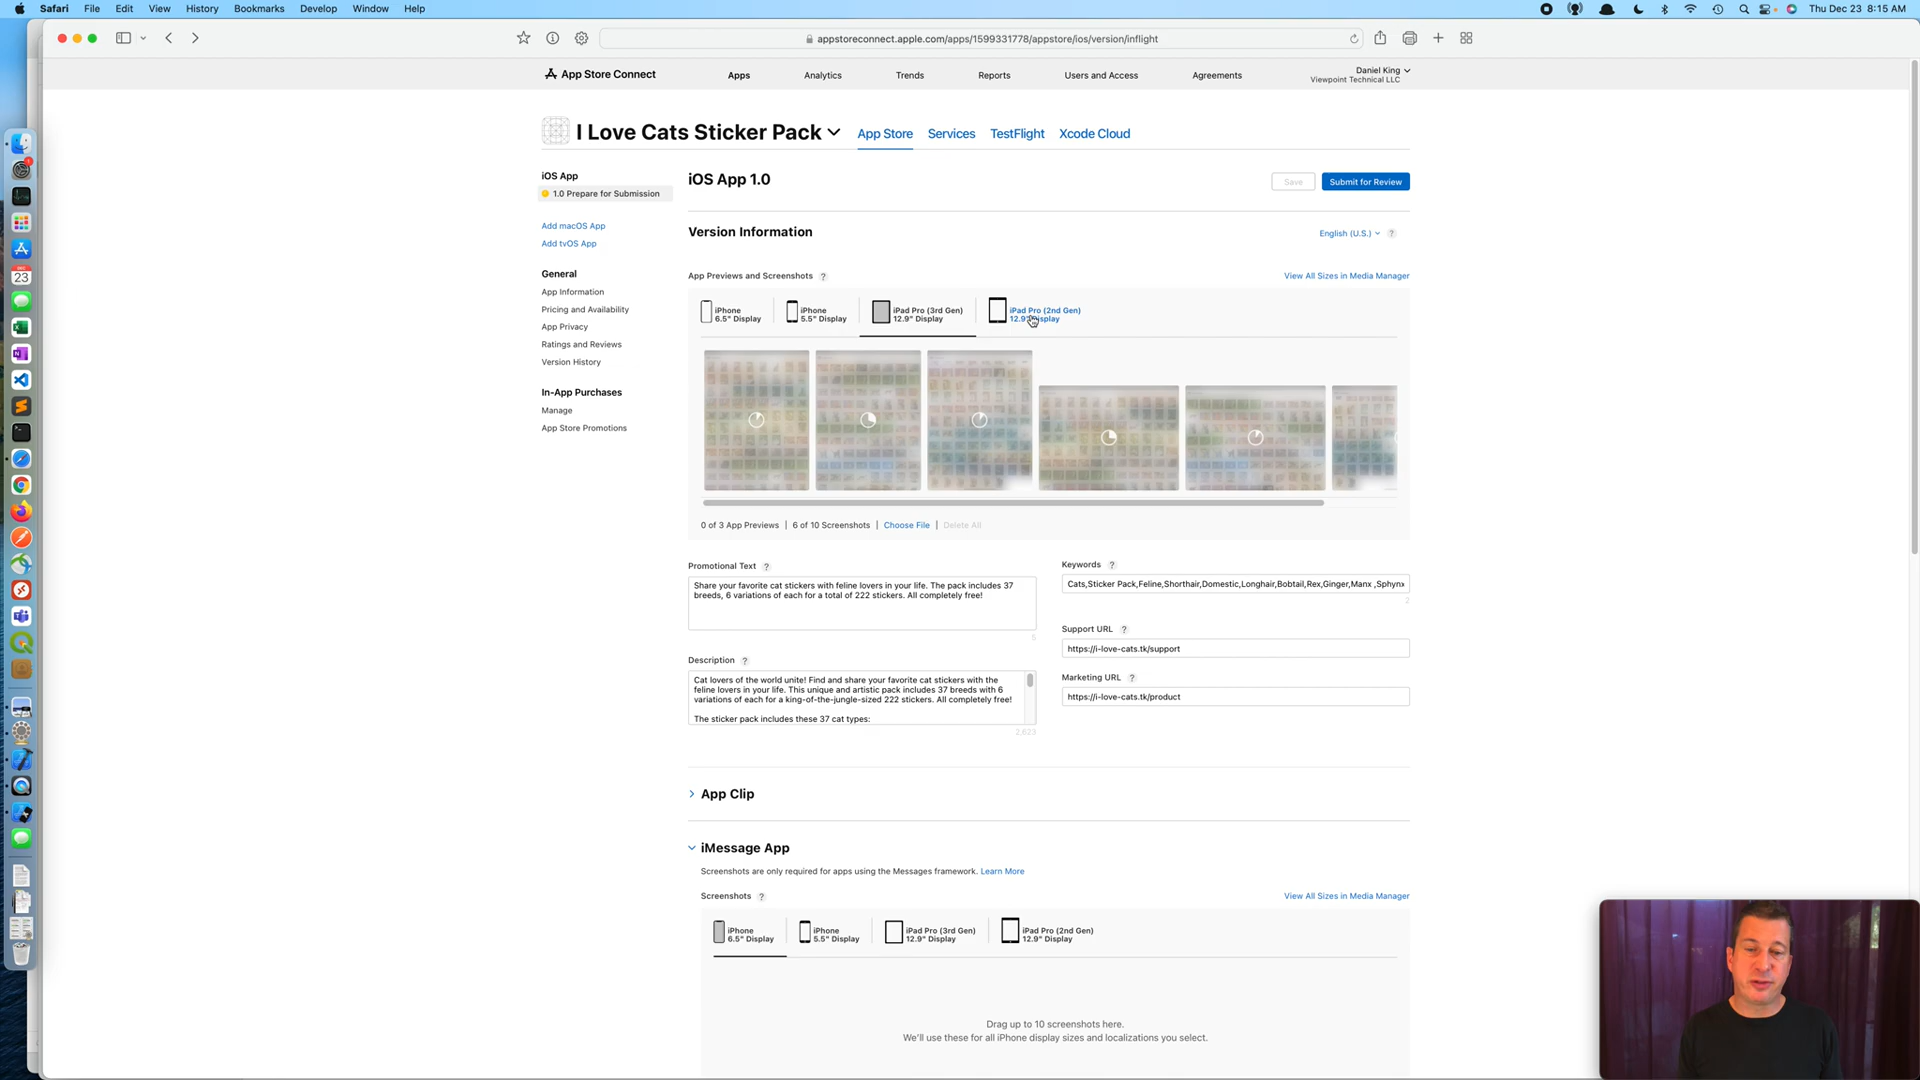 Safari File Edit View History Bookmarks Develop Window Help
Thu Dec 23 8:15 AM
appstoreconnect.apple.com/apps/1599331778/appstore/ios/version/inflight
App Store Connect Apps Analytics Trends Reports Users and Access Agreements
Daniel King
Viewpoint Technical LLC
I Love Cats Sticker Pack App Store Services TestFlight Xcode Cloud
iOS App
1.0 Prepare for Submission
Add macOS App
Add tvOS App
General
App Information
Pricing and Availability
App Privacy
Ratings and Reviews
Version History
In-App Purchases
Manage
App Store Promotions
iOS App 1.0
Save Submit for Review
Version Information
English (U.S.) ?
App Previews and Screenshots ?
View All Sizes in Media Manager
iPhone
6.5" Display
iPhone
5.5" Display
iPad Pro (3rd Gen)
12.9" Display
iPad Pro (2nd Gen)
12.9" Display
0 of 3 App Previews | 6 of 10 Screenshots | Choose File | Delete All
Promotional Text ?
Share your favorite cat stickers with feline lovers in your life. The pack includes 37
breeds, 6 variations of each for a total of 222 stickers. All completely free!
5
Description ?
Cat lovers of the world unite! Find and share your favorite cat stickers with the
feline lovers in your life. This unique and artistic pack includes 37 breeds with 6
variations of each for a king-of-the-jungle-sized 222 stickers. All completely free!
The sticker pack includes these 37 cat types:
2,623
Keywords ?
Cats,Sticker Pack,Feline,Shorthair,Domestic,Longhair,Bobtail,Rex,Ginger,Manx ,Sphynx
2
Support URL ?
https://i-love-cats.tk/support
Marketing URL ?
https://i-love-cats.tk/product
App Clip
iMessage App
Screenshots are only required for apps using the Messages framework. Learn More
Screenshots ?
View All Sizes in Media Manager
iPhone
6.5" Display
iPhone
5.5" Display
iPad Pro (3rd Gen)
12.9" Display
iPad Pro (2nd Gen)
12.9" Display
Drag up to 10 screenshots here.
We'll use these for all iPhone display sizes and localizations you select.
23